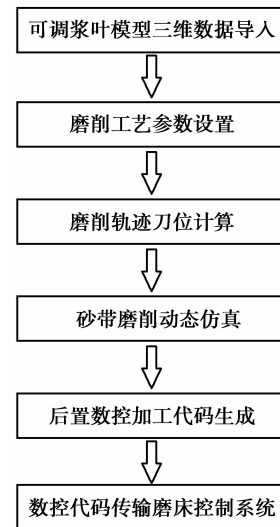 可调浆叶模型三维数据导入
磨削工艺参数设置
磨削轨迹刀位计算
砂带磨削动态仿真
后置数控加工代码生成
数控代码传输磨床控制系统